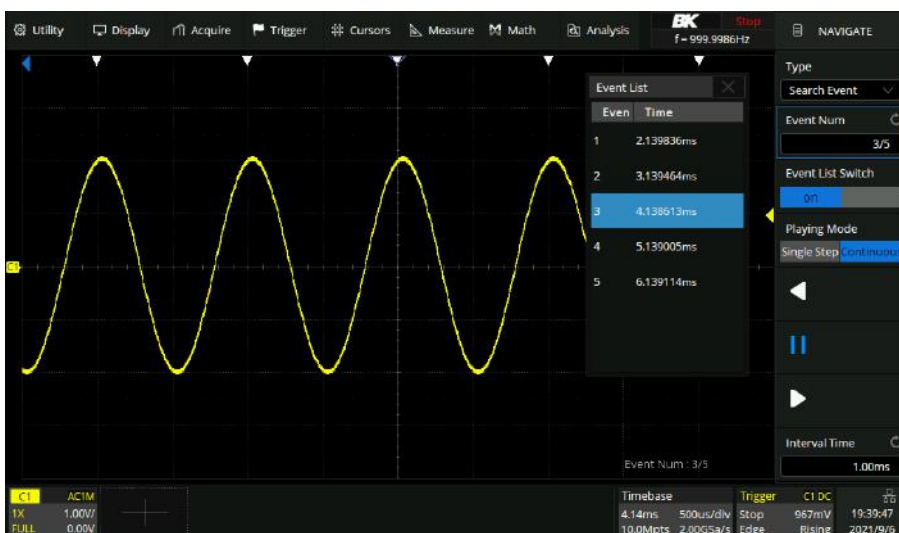 Utility Display Acquire Trigger Cursors Measure Math Analysis
BK Stop
f = 999.9986Hz
NAVIGATE
Type
Search Event
Event Num
3/5
Event List Switch
on
Playing Mode
Single Step Continuous
Interval Time
1.00ms
Event List
Even Time
1 2.139836ms
2 3.139464ms
3 4.138613ms
4 5.139005ms
5 6.139114ms
C1
Event Num : 3/5
C1 AC1M
1X 1.00V/
FULL 0.00V
Timebase
4.14ms 500us/div
10.0Mpts 2.00GSa/s
Trigger C1 DC
Stop 967mV
Edge Rising
19:39:47
2021/9/6